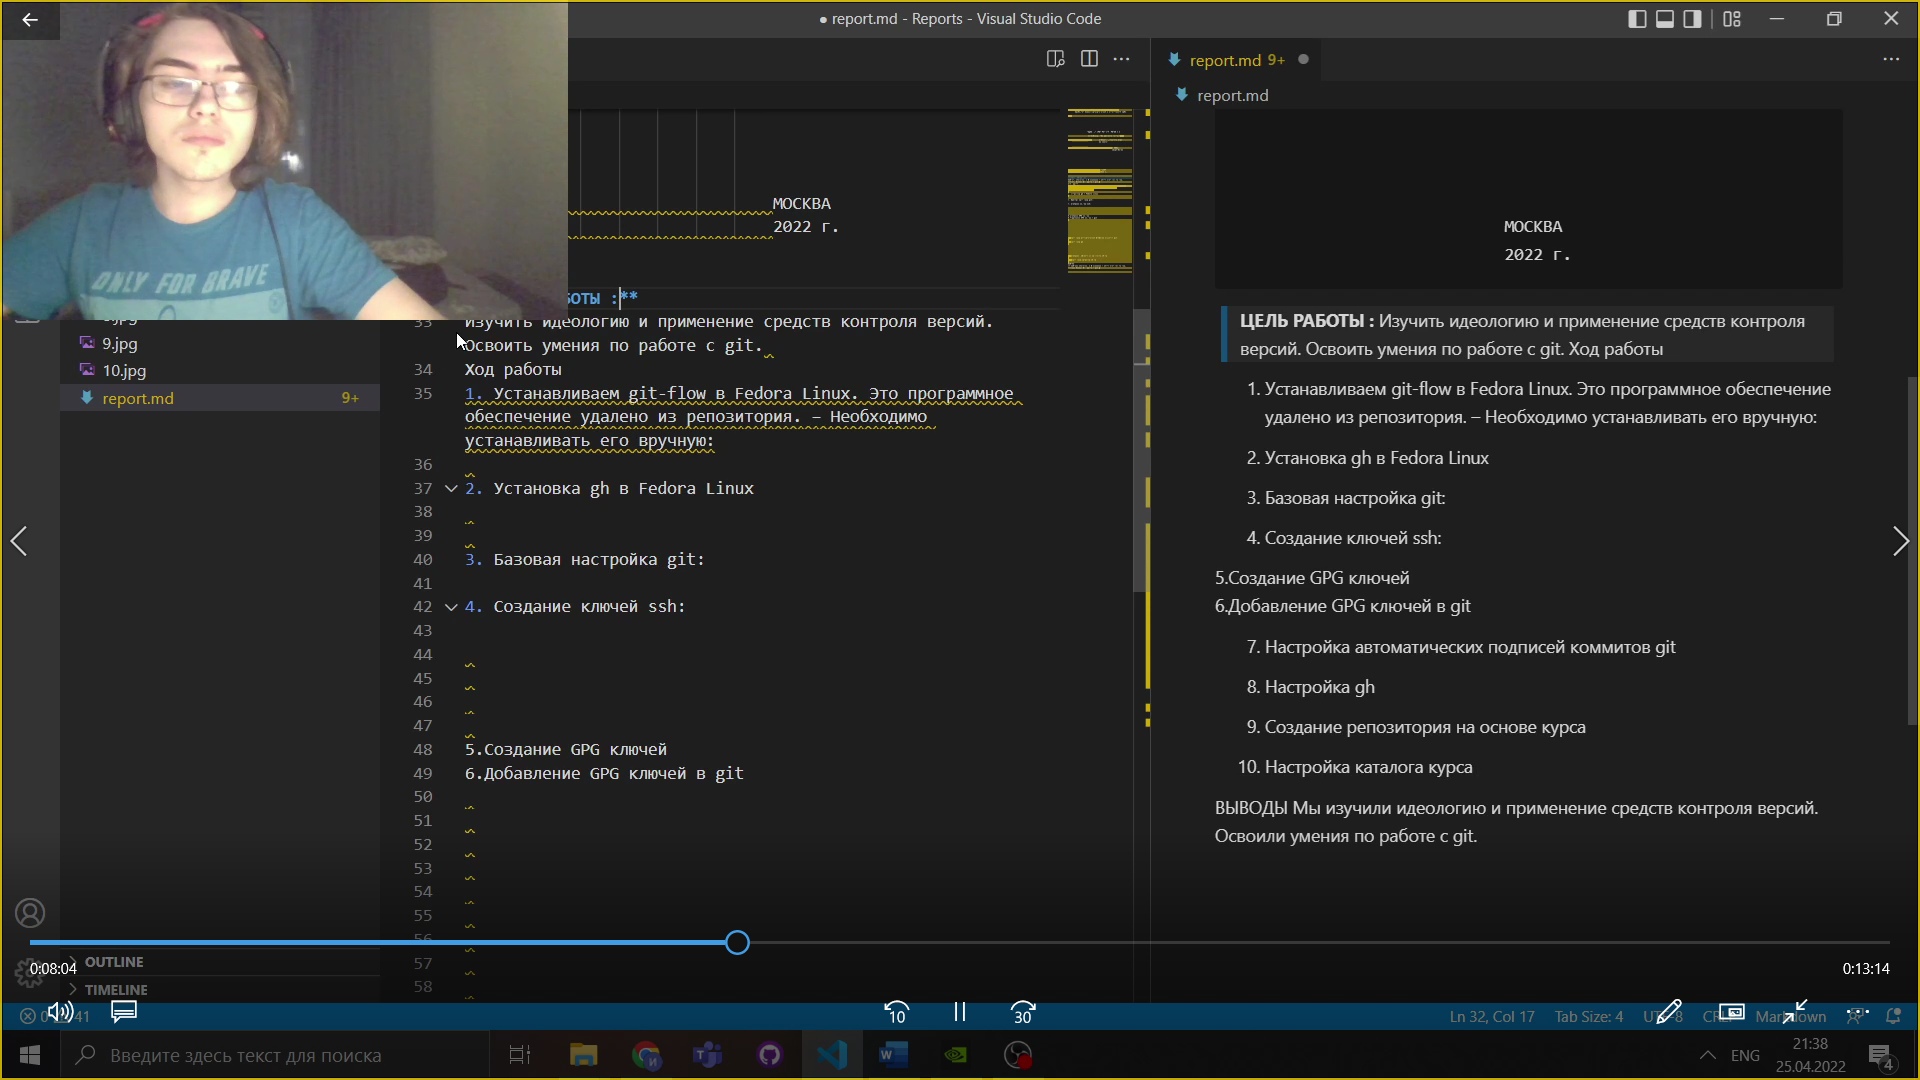 ● report.md - Reports - Visual Studio Code
ONLY FOR BRAVE
report.md 9+
report.md
МОСКВА
2022 г.
БОТЫ :**
33 Изучить идеологию и применение средств контроля версий.
Освоить умения по работе с git.
34 Ход работы
35 1. Устанавливаем git-flow в Fedora Linux. Это программное
обеспечение удалено из репозитория. – Необходимо
устанавливать его вручную:
36
37 2. Установка gh в Fedora Linux
38
39
40 3. Базовая настройка git:
41
42 4. Создание ключей ssh:
43
44
45
46
47
48 5.Создание GPG ключей
49 6.Добавление GPG ключей в git
50
51
52
53
54
55
56
57
58
9.jpg
10.jpg
report.md 9+
OUTLINE
TIMELINE
МОСКВА
2022 г.
ЦЕЛЬ РАБОТЫ : Изучить идеологию и применение средств контроля
версий. Освоить умения по работе с git. Ход работы
1. Устанавливаем git-flow в Fedora Linux. Это программное обеспечение
удалено из репозитория. – Необходимо устанавливать его вручную:
2. Установка gh в Fedora Linux
3. Базовая настройка git:
4. Создание ключей ssh:
5.Создание GPG ключей
6.Добавление GPG ключей в git
7. Настройка автоматических подписей коммитов git
8. Настройка gh
9. Создание репозитория на основе курса
10. Настройка каталога курса
ВЫВОДЫ Мы изучили идеологию и применение средств контроля версий.
Освоили умения по работе с git.
0:08:04
0:13:14
10
30
Ln 32, Col 17 Tab Size: 4
Введите здесь текст для поиска
ENG
21:38
25.04.2022
4